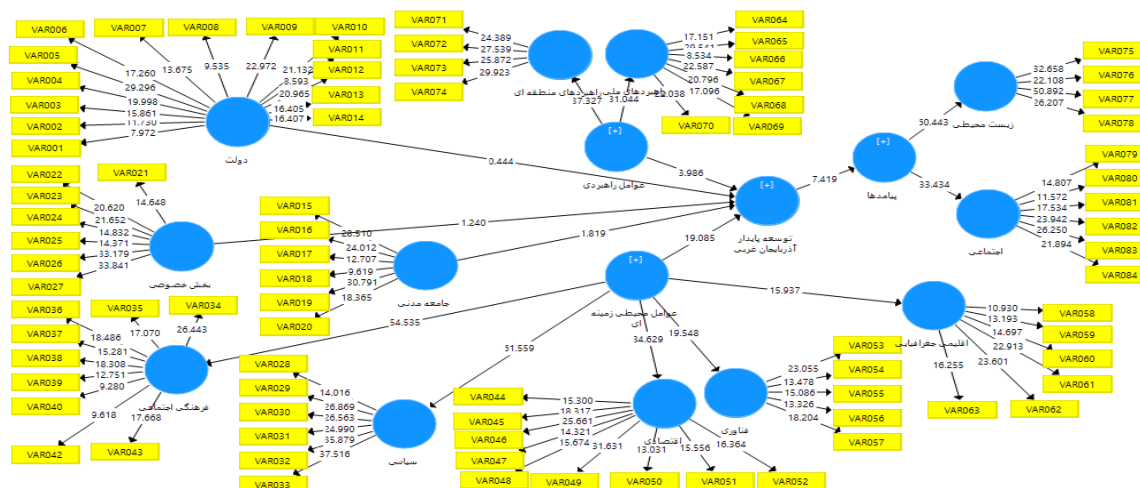 VAR006
VAR007
VAR008
VAR009
VAR010
VAR005
VAR011
VAR004
VAR012
VAR003
VAR013
VAR002
VAR014
VAR001
17.260
13.675
9.535
22.972
21.132
29.296
8.593
19.998
20.965
15.861
16.405
11.730
16.407
7.972
دولت
0.444
VAR071
VAR072
VAR073
VAR074
24.389
27.539
25.872
29.923
راهبردهای منطقه ای
37.327
VAR064
VAR065
VAR066
VAR067
VAR068
VAR069
VAR070
17.151
8.534
22.587
20.796
17.096
راهبردهای ملی
31.044
[+]
عوامل راهبردی
3.986
[+]
توسعه پایدار
آذربایجان غربی
7.419
[+]
پیامدها
50.443
33.434
VAR075
VAR076
VAR077
VAR078
32.658
22.108
50.892
زیست محیطی
VAR079
VAR080
VAR081
VAR082
VAR083
VAR084
14.807
11.572
17.534
23.942
26.250
21.894
اجتماعی
VAR022
VAR021
VAR023
VAR024
VAR025
VAR026
VAR027
14.648
20.620
21.652
14.832
14.371
33.179
33.841
بخش خصوصی
1.240
VAR015
VAR016
VAR017
VAR018
VAR019
VAR020
28.510
24.012
12.707
9.619
30.791
18.365
جامعه مدنی
1.819
19.085
[+]
عوامل محیطی زمینه
ای
54.535
51.559
34.629
19.548
15.937
VAR036
VAR035
VAR034
VAR037
VAR038
VAR039
VAR040
VAR042
VAR043
18.486
17.070
26.443
15.281
18.308
12.751
9.280
9.618
17.668
فرهنگی اجتماعی
VAR028
VAR029
VAR030
VAR031
VAR032
VAR033
14.016
26.869
26.563
24.990
35.879
37.516
سیاسی
VAR044
VAR045
VAR046
VAR047
VAR048
VAR049
VAR050
VAR051
VAR052
15.300
18.317
25.661
14.321
15.674
31.631
13.031
15.556
16.364
اقتصادی
VAR053
VAR054
VAR055
VAR056
VAR057
23.055
13.478
15.086
13.326
18.204
فناوری
VAR058
VAR059
VAR060
VAR061
VAR062
VAR063
10.930
13.193
14.697
22.913
23.601
16.255
اقلیمی جغرافیایی